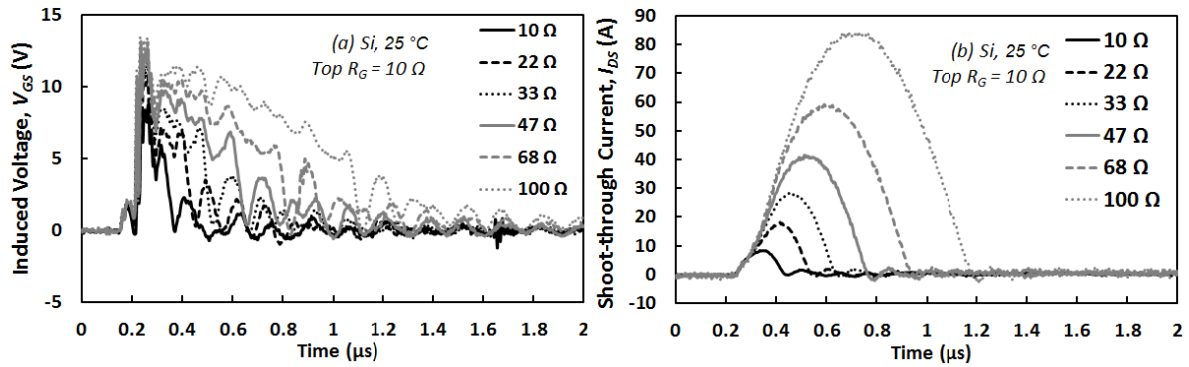 15
10
5
0
-5
Induced Voltage, V_GS (V)
(a) Si, 25 °C
Top R_G = 10 Ω
10 Ω
22 Ω
33 Ω
47 Ω
68 Ω
100 Ω
0 0.2 0.4 0.6 0.8 1 1.2 1.4 1.6 1.8 2
Time (µs)
90
80
70
60
50
40
30
20
10
0
-10
Shoot-through Current, I_DS (A)
(b) Si, 25 °C
Top R_G = 10 Ω
10 Ω
22 Ω
33 Ω
47 Ω
68 Ω
100 Ω
0 0.2 0.4 0.6 0.8 1 1.2 1.4 1.6 1.8 2
Time (µs)